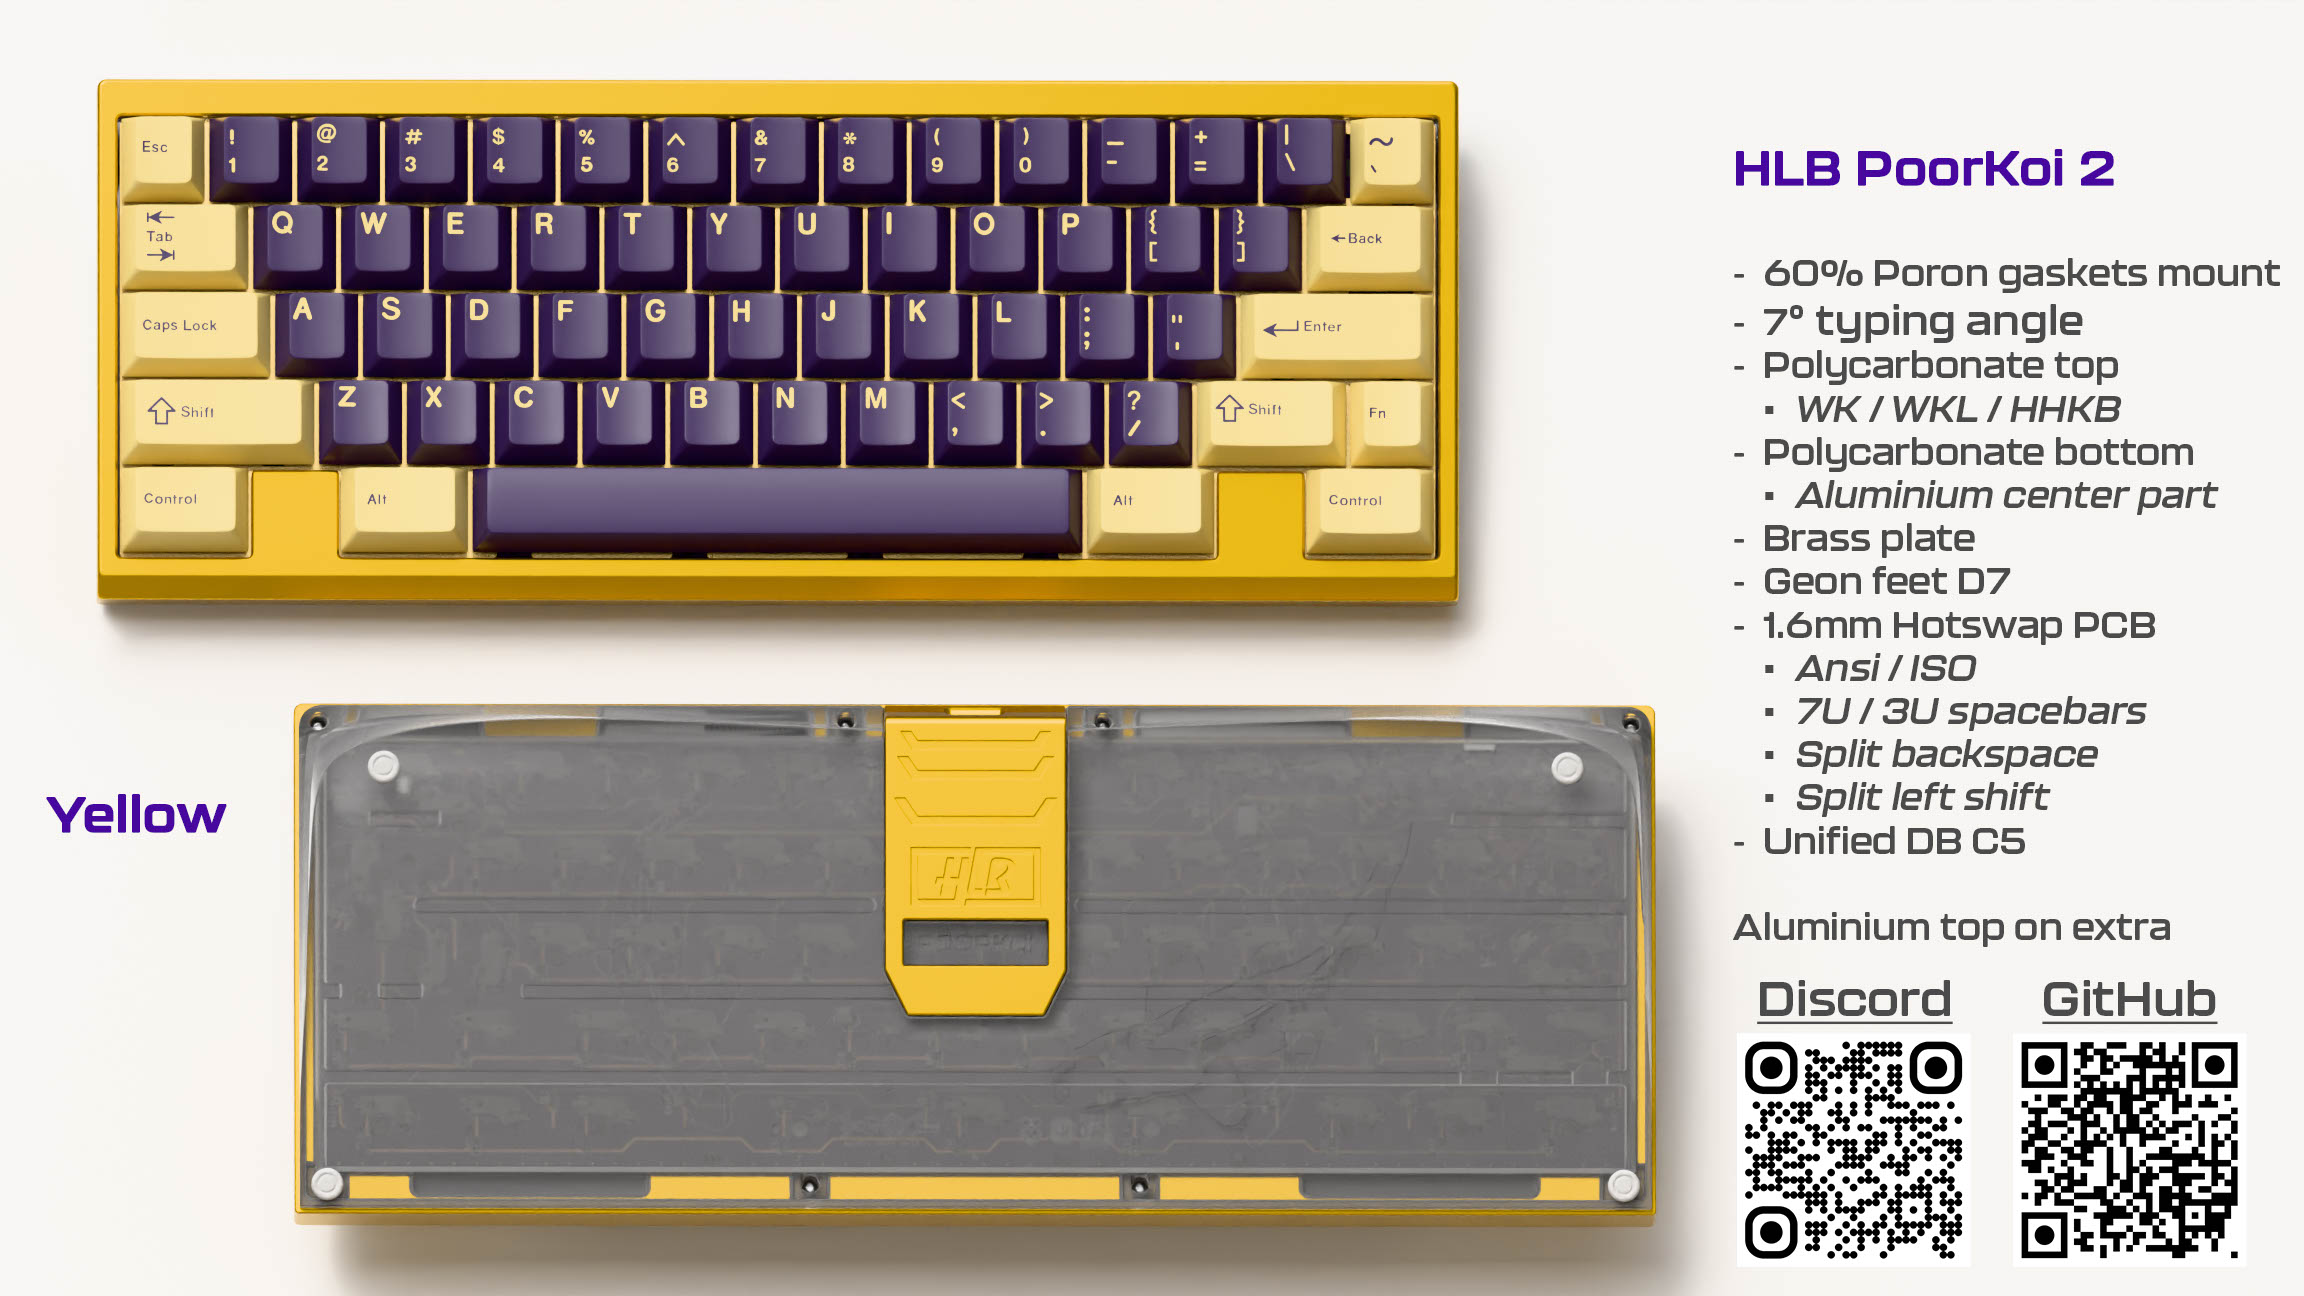 Esc ! 1 @ 2 # 3 $ 4 % 5 ^ 6 & 7 * 8 ( 9 ) 0 _ - + = | \ ~ `
Tab Q W E R T Y U I O P { [ } ] ←Back
Caps Lock A S D F G H J K L : ; " ' Enter
Shift Z X C V B N M < , > . ? / Shift Fn
Control Alt Alt Control
Yellow
HLB
HLB PoorKoi 2
- 60% Poron gaskets mount
- 7° typing angle
- Polycarbonate top
▪ WK / WKL / HHKB
- Polycarbonate bottom
▪ Aluminium center part
- Brass plate
- Geon feet D7
- 1.6mm Hotswap PCB
▪ Ansi / ISO
▪ 7U / 3U spacebars
▪ Split backspace
▪ Split left shift
- Unified DB C5
Aluminium top on extra
Discord GitHub